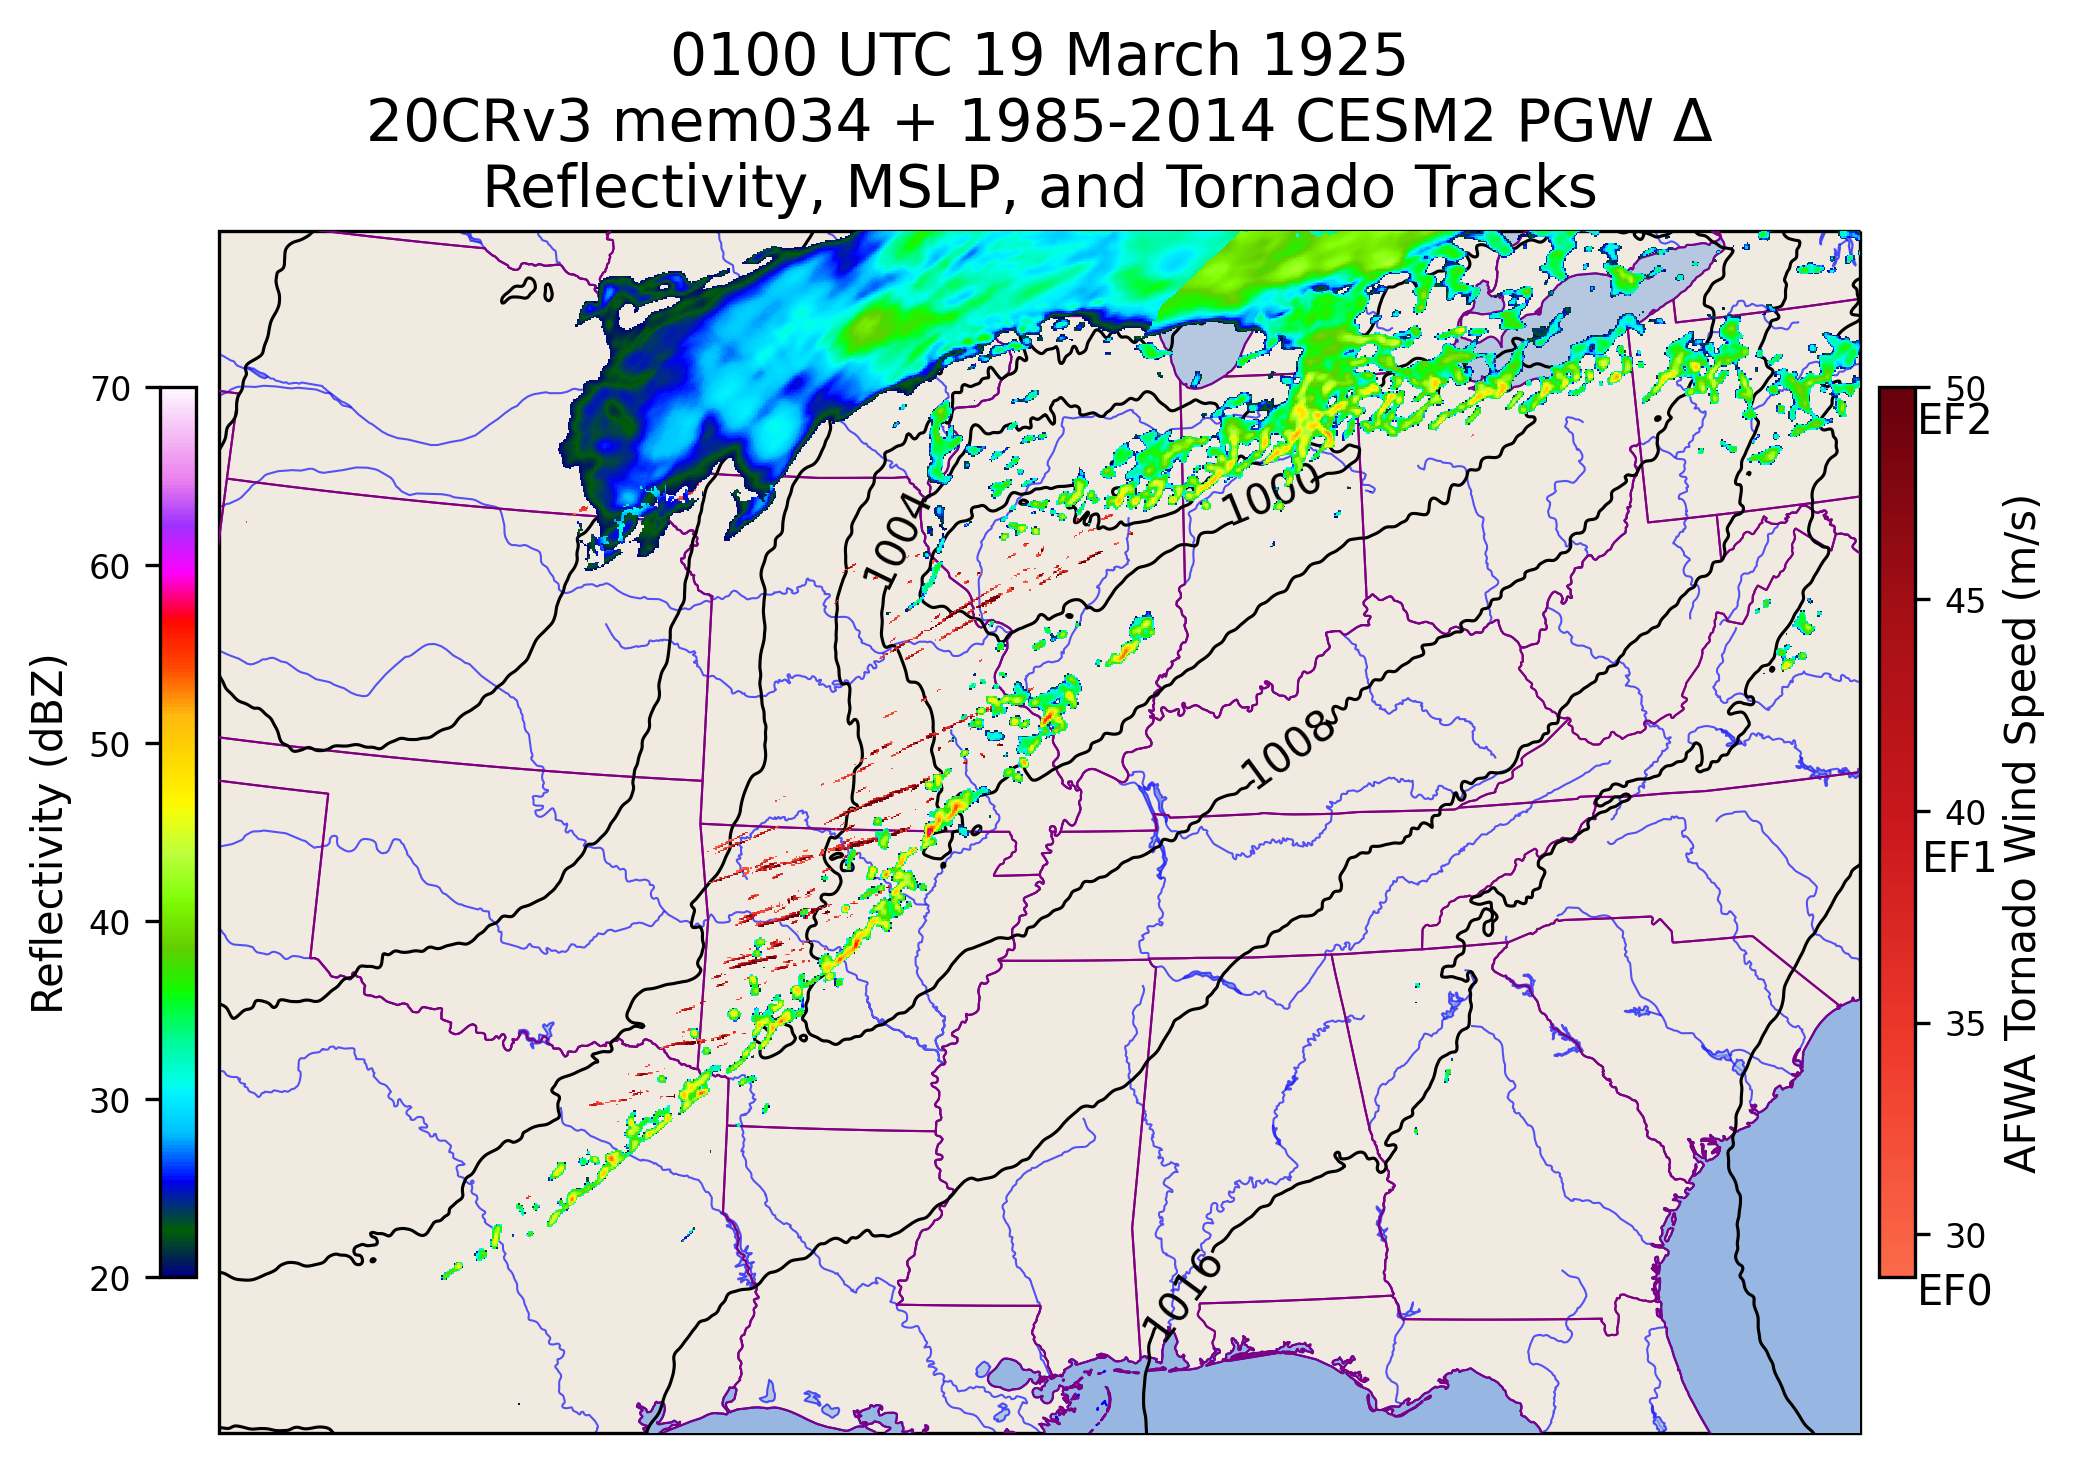 0100 UTC 19 March 1925
20CRv3 mem034 + 1985-2014 CESM2 PGW Δ
Reflectivity, MSLP, and Tornado Tracks
Reflectivity (dBZ)
70
60
50
40
30
20
1004
1000
1008
1016
50
EF2
45
40
EF1
35
30
EF0
AFWA Tornado Wind Speed (m/s)